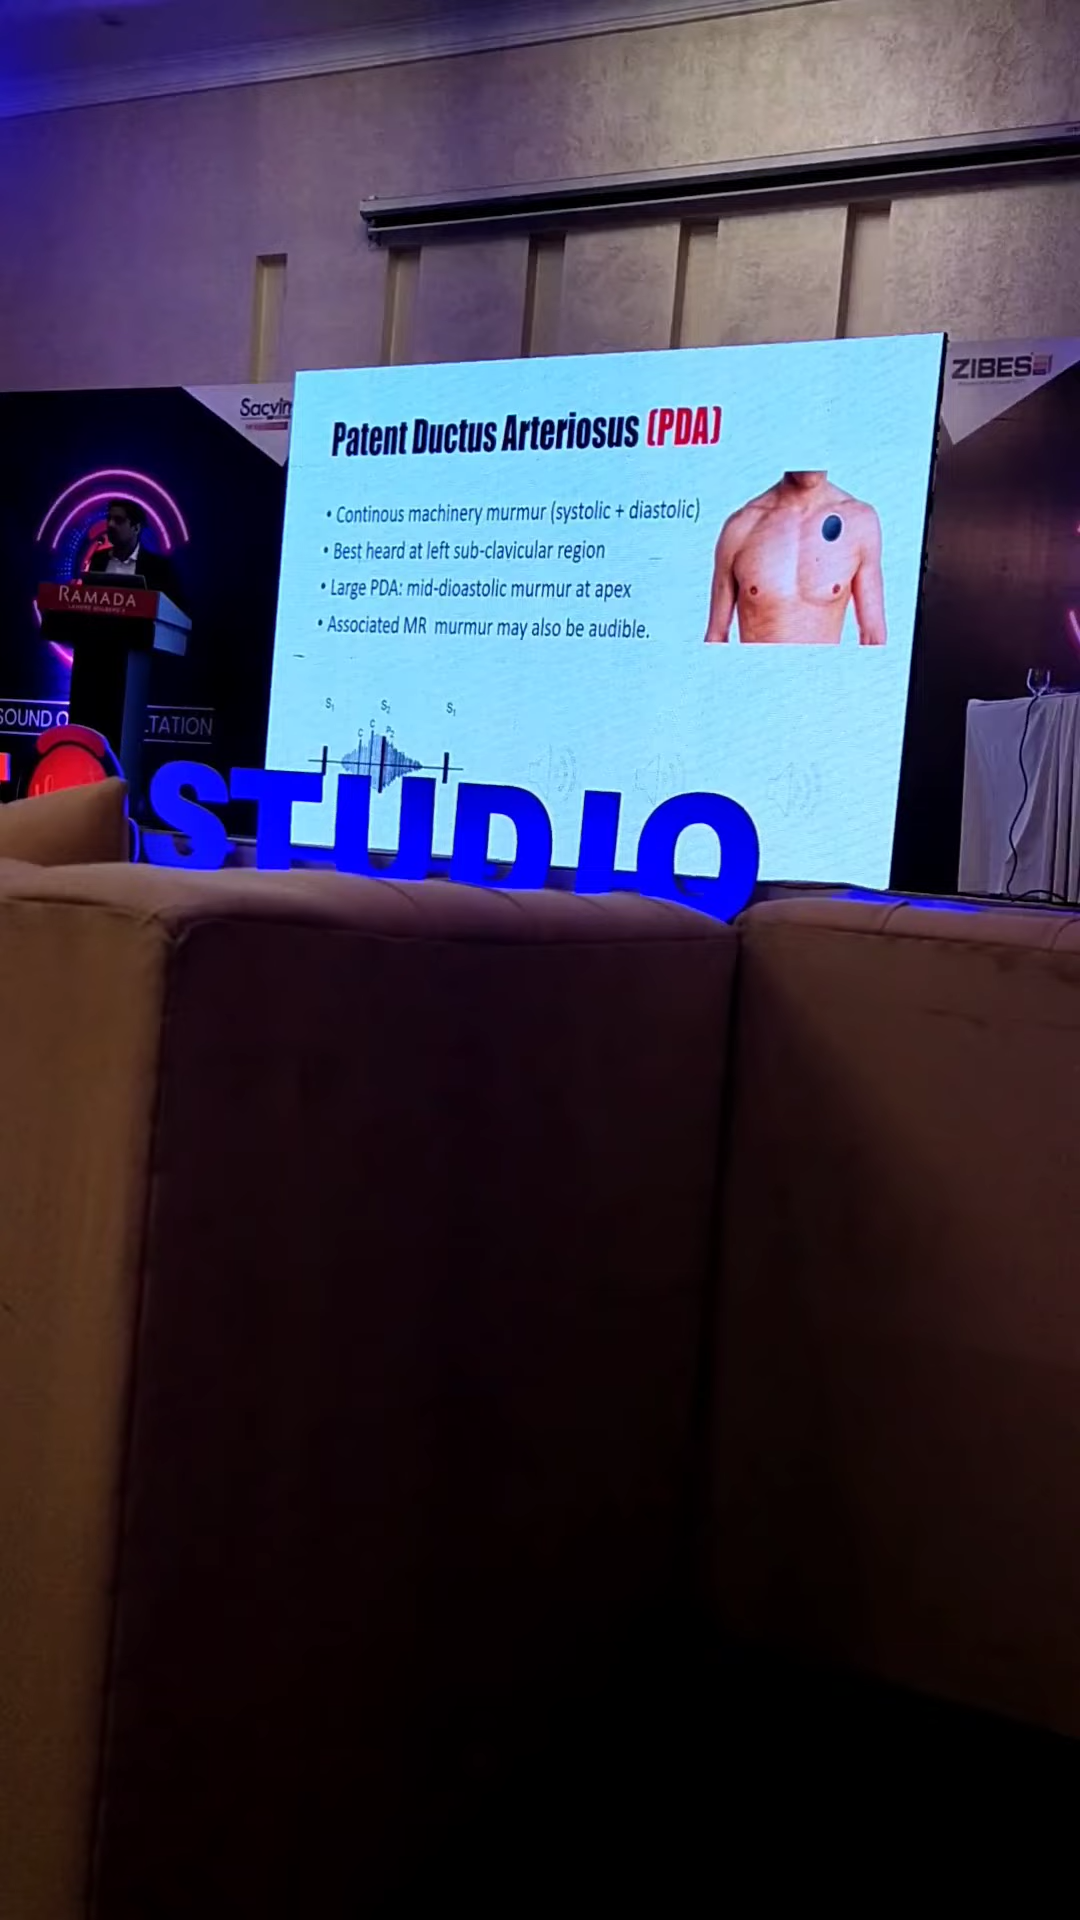 ZIBES
Sacvin
Patent Ductus Arteriosus (PDA)
• Continous machinery murmur (systolic + diastolic)
• Best heard at left sub-clavicular region
• Large PDA: mid-dioastolic murmur at apex
• Associated MR murmur may also be audible.
RAMADA
S₁ S₂ S₁
C C P₂
SOUND O TATION
STUDIO